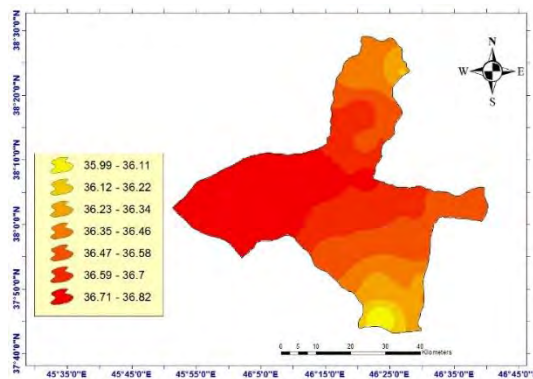 38°30'0"N
N
W
E
S
38°20'0"N
38°10'0"N
35.99 - 36.11
36.12 - 36.22
36.23 - 36.34
36.35 - 36.46
36.47 - 36.58
36.59 - 36.7
36.71 - 36.82
38°0'0"N
37°50'0"N
37°40'0"N
5 10 20 30 40
Kilometers
45°35'0"E 45°45'0"E 45°55'0"E 46°5'0"E 46°15'0"E 46°25'0"E 46°35'0"E 46°45'0"E